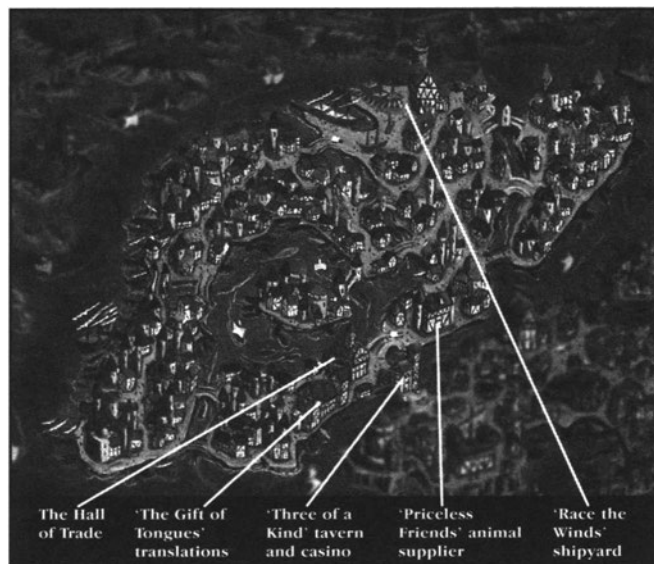 The Hall
of Trade
'The Gift of
Tongues'
translations
'Three of a
Kind' tavern
and casino
'Priceless
Friends' animal
supplier
'Race the
Winds'
shipyard